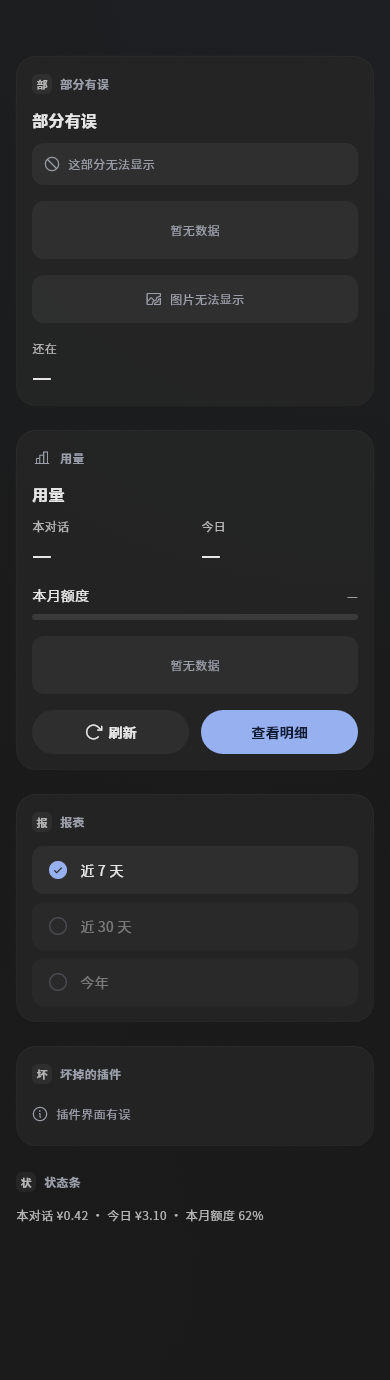 部 部分有误
部分有误
这部分无法显示
暂无数据
图片无法显示
还在
—
用量
用量
本对话 今日
— —
本月额度 —
暂无数据
刷新 查看明细
报 报表
近 7 天
近 30 天
今年
坏 坏掉的插件
插件界面有误
状 状态条
本对话 ¥0.42 · 今日 ¥3.10 · 本月额度 62%